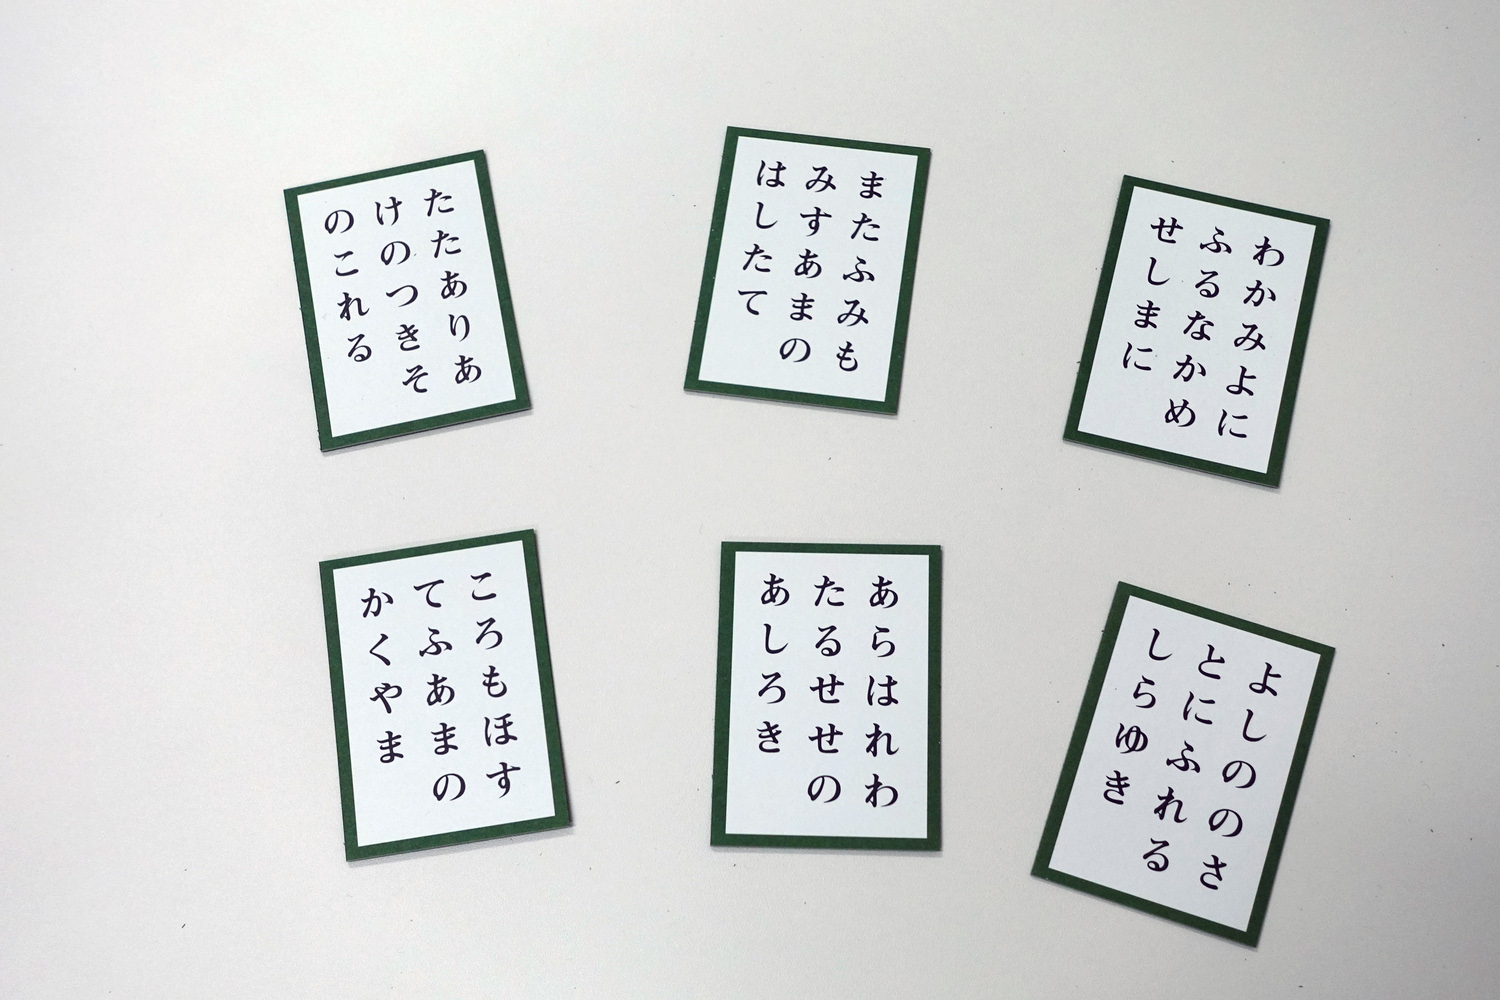 たたありあ
けのつきそ
のこれる
またふみも
みすあまの
はしたて
わかみよに
ふるなかめ
せしまに
ころもほす
てふあまの
かくやま
あらはれわ
たるせせの
あしろき
よしののさ
とにふれる
しらゆき